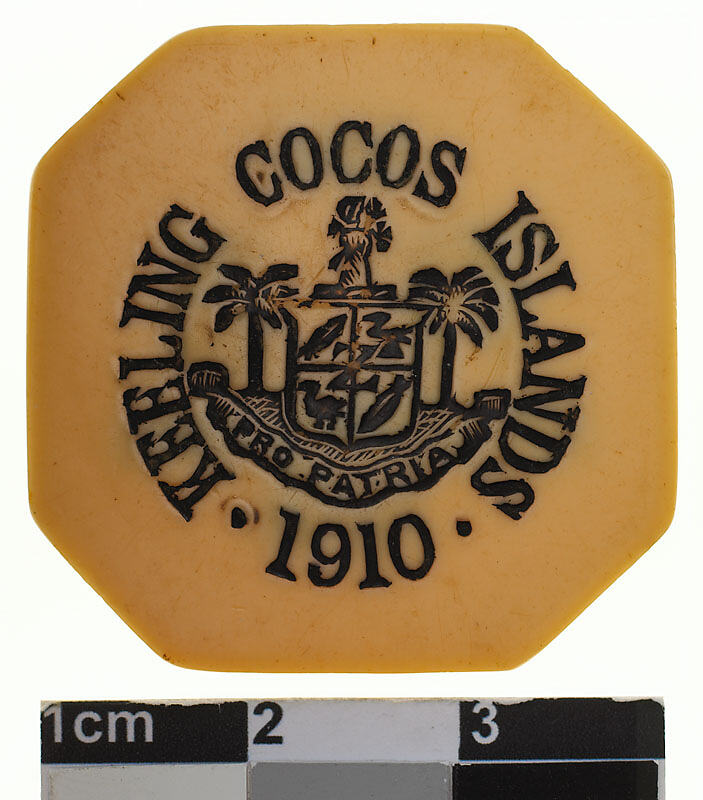 KEELING COCOS ISLANDS
PRO PATRIA
· 1910 ·
1cm 2 3